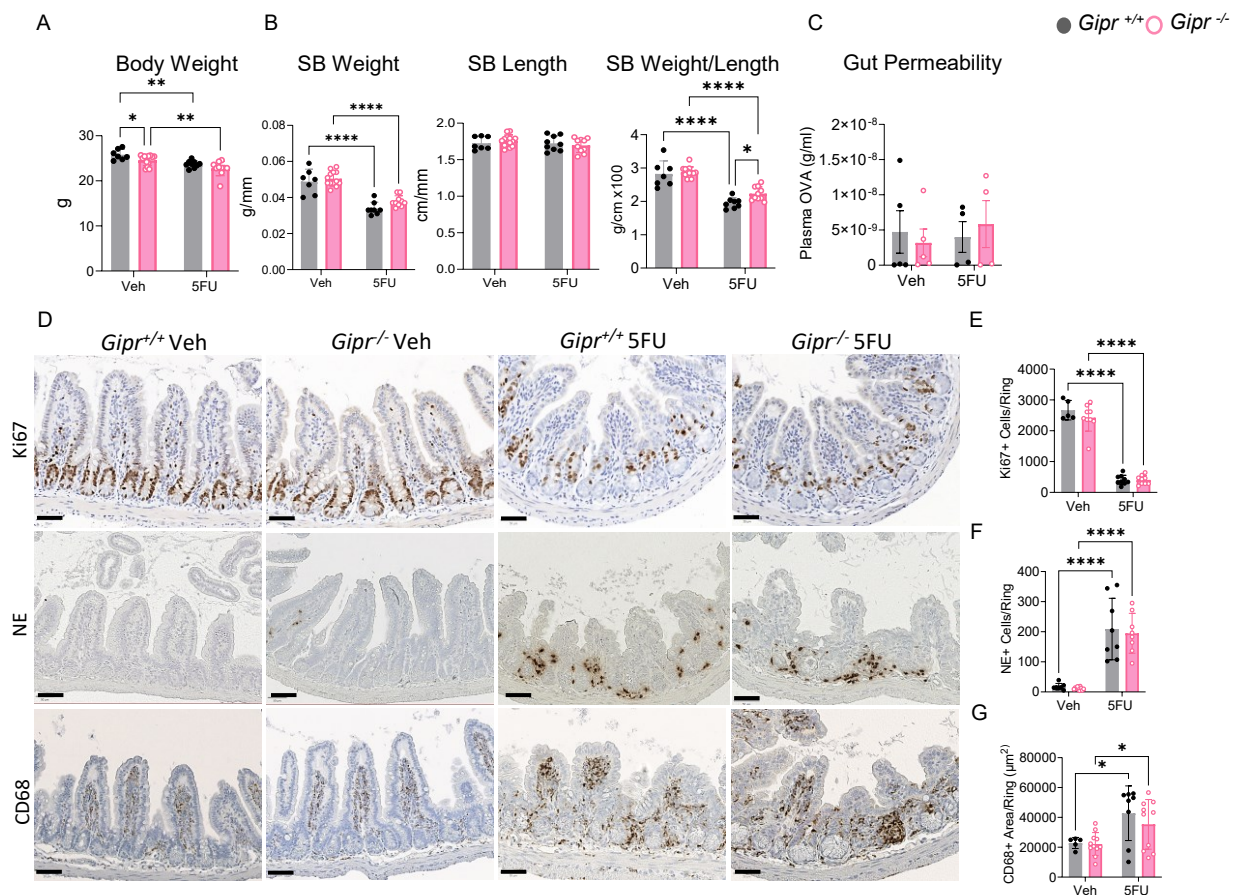 A
B
C
Gipr +/+ Gipr -/-
Body Weight
SB Weight
SB Length
SB Weight/Length
Gut Permeability
**
*
**
30
20
10
0
g
Veh
5FU
****
****
0.08
0.06
0.04
0.02
0.00
g/mm
Veh
5FU
2.0
1.5
1.0
0.5
0.0
cm/mm
Veh
5FU
****
****
*
5
4
3
2
1
0
g/cm x100
Veh
5FU
2×10-8
2×10-8
1×10-8
5×10-9
0
Plasma OVA (g/ml)
Veh
5FU
D
Gipr+/+ Veh
Gipr/- Veh
Gipr+/+ 5FU
Gipr/- 5FU
Ki67
NE
CD68
E
****
****
4000
3000
2000
1000
0
Ki67+ Cells/Ring
Veh
5FU
F
****
****
400
300
200
100
0
NE+ Cells/Ring
Veh
5FU
G
*
*
80000
60000
40000
20000
0
CD68+ Area/Ring (µm2)
Veh
5FU